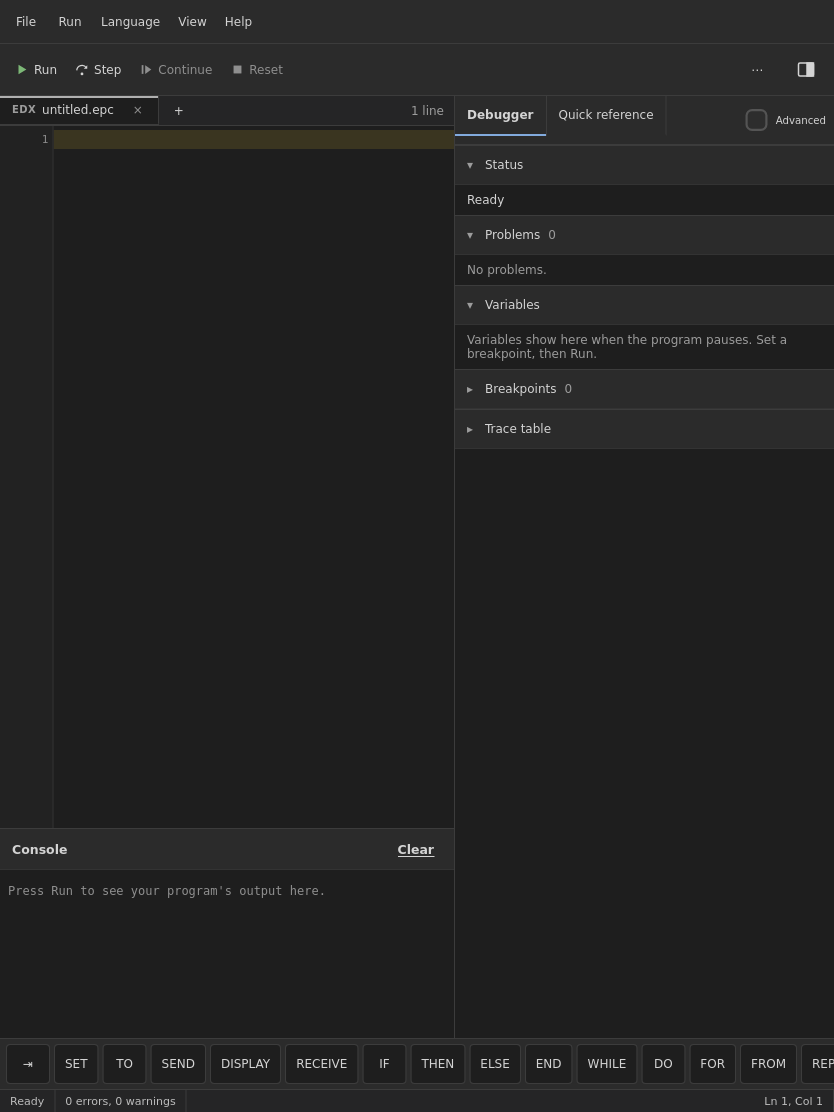 File Run Language View Help
Run Step Continue Reset ...
EDX untitled.epc × + 1 line
1
Debugger Quick reference Advanced
Status
Ready
Problems 0
No problems.
Variables
Variables show here when the program pauses. Set a
breakpoint, then Run.
Breakpoints 0
Trace table
Console Clear
Press Run to see your program's output here.
SET TO SEND DISPLAY RECEIVE IF THEN ELSE END WHILE DO FOR FROM REP
Ready 0 errors, 0 warnings Ln 1, Col 1